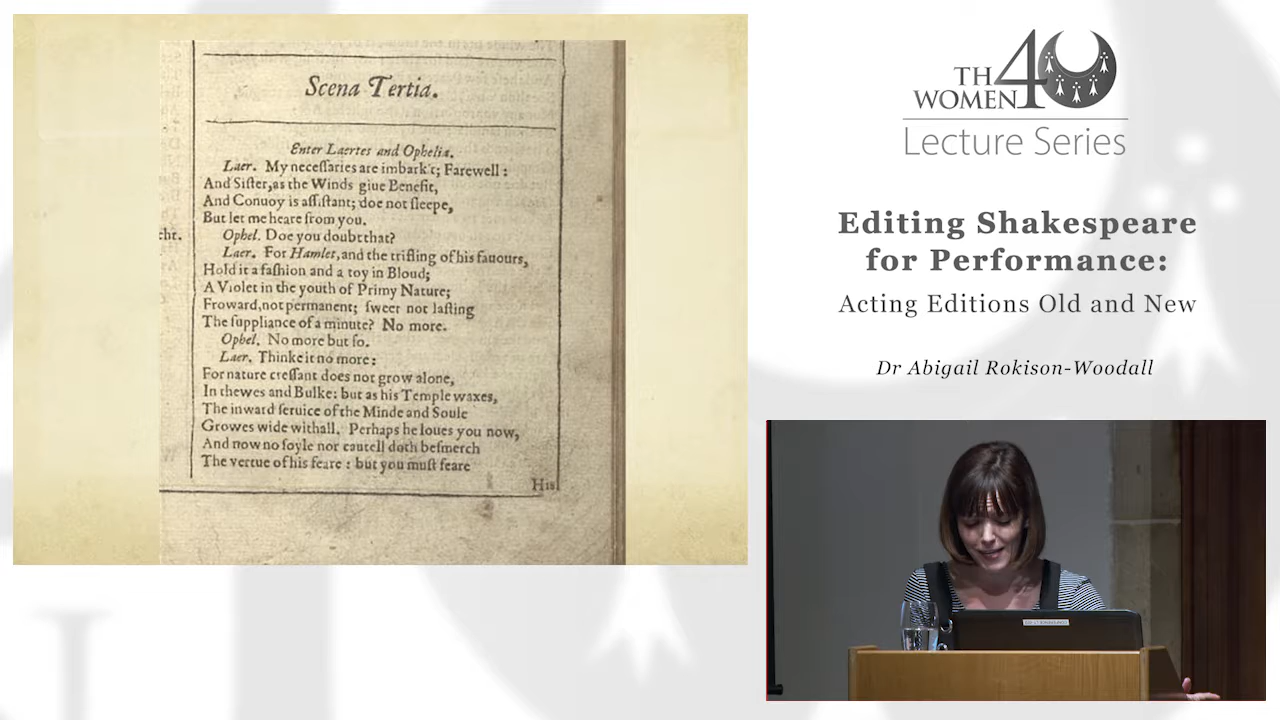 Scena Tertia.
Enter Laertes and Ophelia.
Laer. My neceſſaries are imbark't; Farewell:
And Siſter, as the Winds giue Benefit,
And Conuoy is aſſiſtant; doe not ſleepe,
But let me heare from you.
cht.
Ophel. Doe you doubt that?
Laer. For Hamlet, and the trifling of his fauours,
Hold it a faſhion and a toy in Bloud;
A Violet in the youth of Primy Nature;
Froward, not permanent; ſweet not laſting
The ſuppliance of a minute? No more.
Ophel. No more but ſo.
Laer. Thinke it no more:
For nature creſſant does not grow alone,
In thewes and Bulke: but as his Temple waxes,
The inward ſeruice of the Minde and Soule
Growes wide withall. Perhaps he loues you now,
And now no ſoyle nor cautell doth beſmerch
The vertue of his feare: but you muſt feare
His
TH40
WOMEN
Lecture Series
Editing Shakespeare
for Performance:
Acting Editions Old and New
Dr Abigail Rokison-Woodall